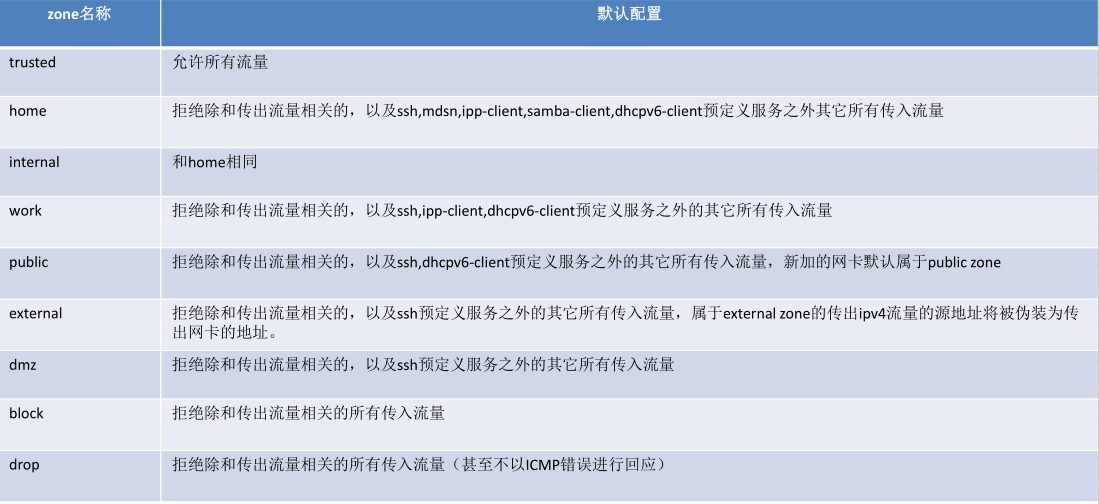 zone名称 默认配置
trusted 允许所有流量
home 拒绝除和传出流量相关的，以及ssh,mdsn,ipp-client,samba-client,dhcpv6-client预定义服务之外其它所有传入流量
internal 和home相同
work 拒绝除和传出流量相关的，以及ssh,ipp-client,dhcpv6-client预定义服务之外的其它所有传入流量
public 拒绝除和传出流量相关的，以及ssh,dhcpv6-client预定义服务之外的其它所有传入流量，新加的网卡默认属于public zone
external 拒绝除和传出流量相关的，以及ssh预定义服务之外的其它所有传入流量，属于external zone的传出ipv4流量的源地址将被伪装为传
出网卡的地址。
dmz 拒绝除和传出流量相关的，以及ssh预定义服务之外的其它所有传入流量
block 拒绝除和传出流量相关的所有传入流量
drop 拒绝除和传出流量相关的所有传入流量（甚至不以ICMP错误进行回应）